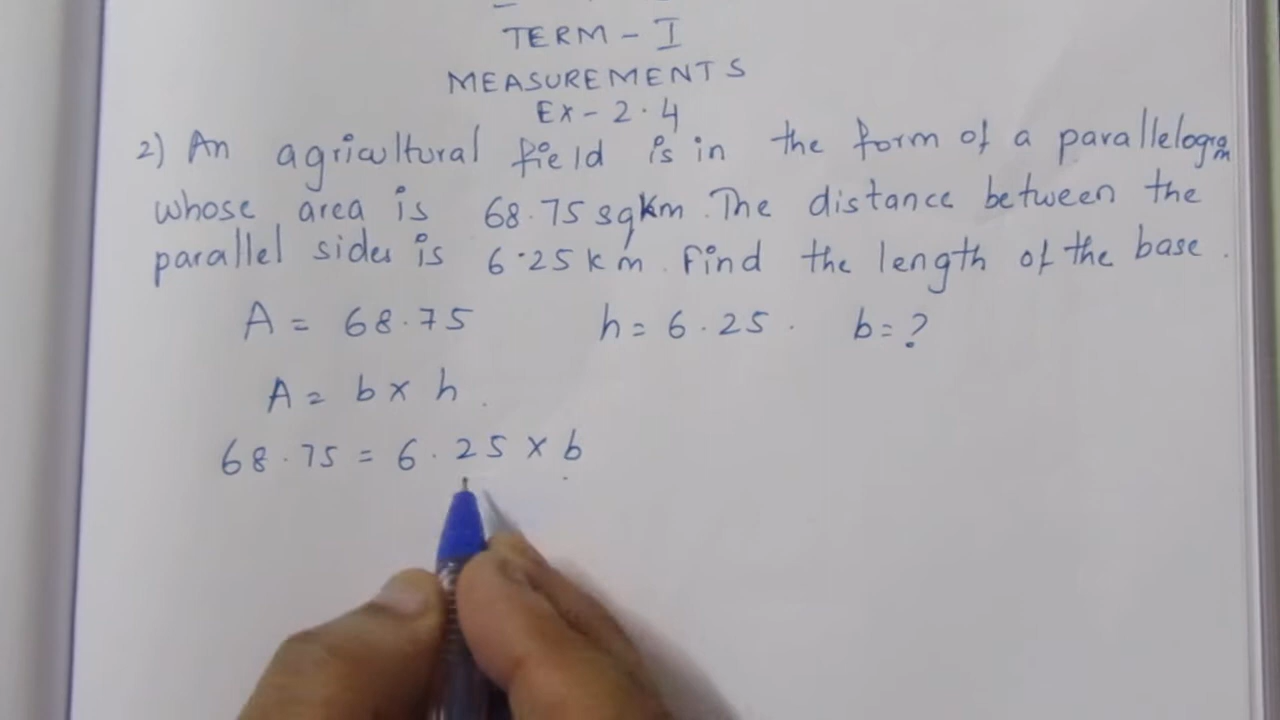 TERM - I
MEASUREMENTS
Ex - 2.4
2) An agricultural field is in the form of a parallelogram
whose area is 68.75 sqkm. The distance between the
parallel sides is 6.25 km. Find the length of the base.
A = 68.75 h = 6.25. b = ?
A = b x h.
68.75 = 6.25 x b